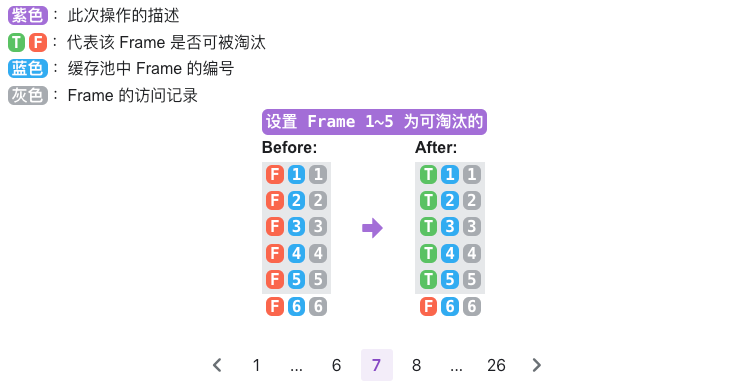 紫色： 此次操作的描述
T F： 代表该 Frame 是否可被淘汰
蓝色： 缓存池中 Frame 的编号
灰色： Frame 的访问记录
设置 Frame 1~5 为可淘汰的
Before: After:
F 1 1 T 1 1
F 2 2 T 2 2
F 3 3 T 3 3
F 4 4 T 4 4
F 5 5 T 5 5
F 6 6 F 6 6
1 ... 6 7 8 ... 26